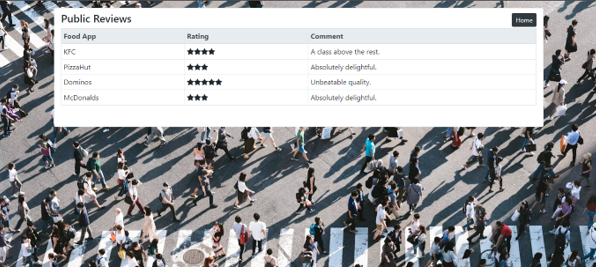 Public Reviews
Home
Food App Rating Comment
KFC ★★★★ A class above the rest.
PizzaHut ★★★ Absolutely delightful.
Dominos ★★★★★ Unbeatable quality.
McDonalds ★★★ Absolutely delightful.